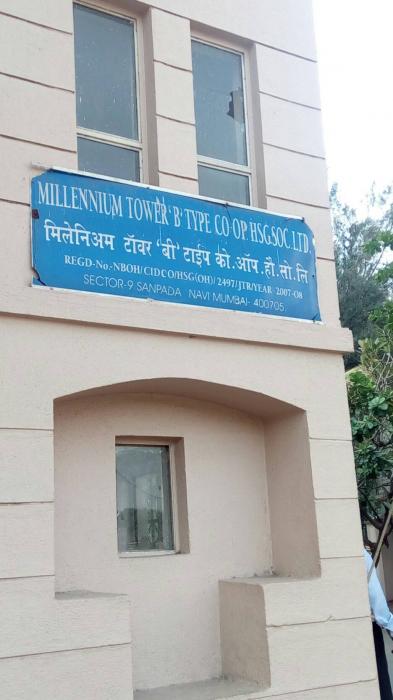 MILLENNIUM TOWER 'B' TYPE CO-OP.HSG.SOC.LTD.
मिलेनिअम टॉवर 'बी' टाईप को.ऑप.हौ.सो.लि
REGD-No.-NBOH/CIDCO/HSG(OH)/2497/JTR/YEAR 2007-08
SECTOR-9 SANPADA NAVI MUMBAI- 400705.